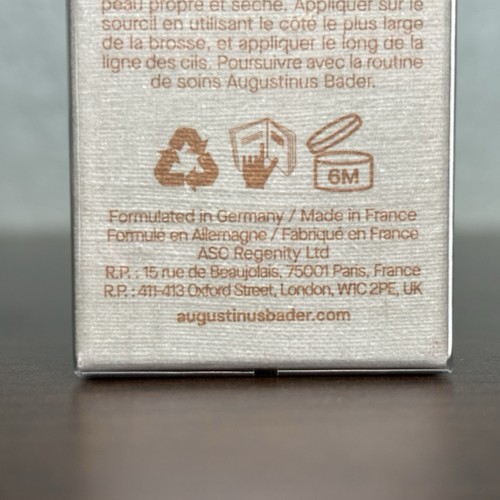 peau propre et sèche. Appliquer sur le
sourcil en utilisant le côté le plus large
de la brosse, et appliquer le long de la
ligne des cils. Poursuivre avec la routine
de soins Augustinus Bader.
6M
Formulated in Germany / Made in France
Formulé en Allemagne / Fabriqué en France
ASC Regenity Ltd
R.P. : 15 rue de Beaujolais, 75001 Paris, France
R.P. : 411-413 Oxford Street, London, W1C 2PE, UK
augustinusbader.com